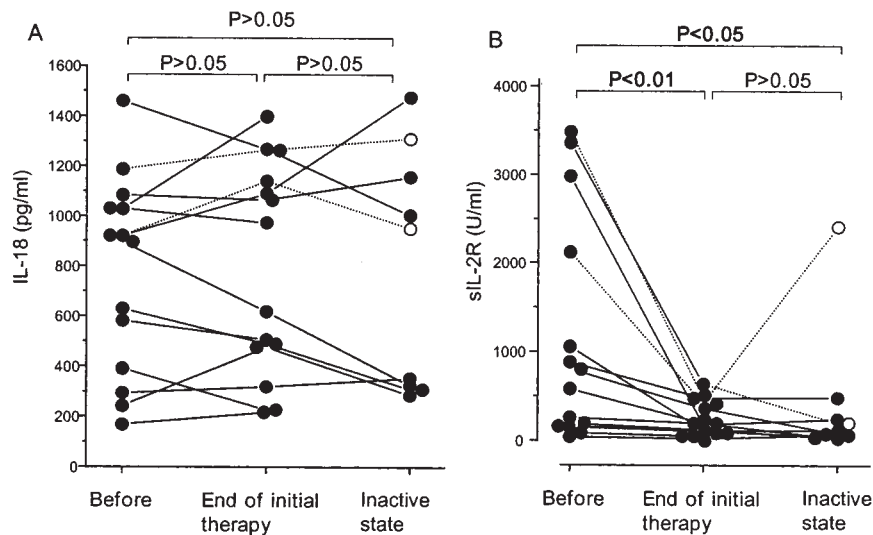 A
P>0.05
P>0.05
P>0.05
IL-18 (pg/ml)
1600
1400
1200
1000
800
600
400
200
0
Before
End of initial
therapy
Inactive
state
B
P<0.05
P<0.01
P>0.05
sIL-2R (U/ml)
4000
3000
2000
1000
0
Before
End of initial
therapy
Inactive
state